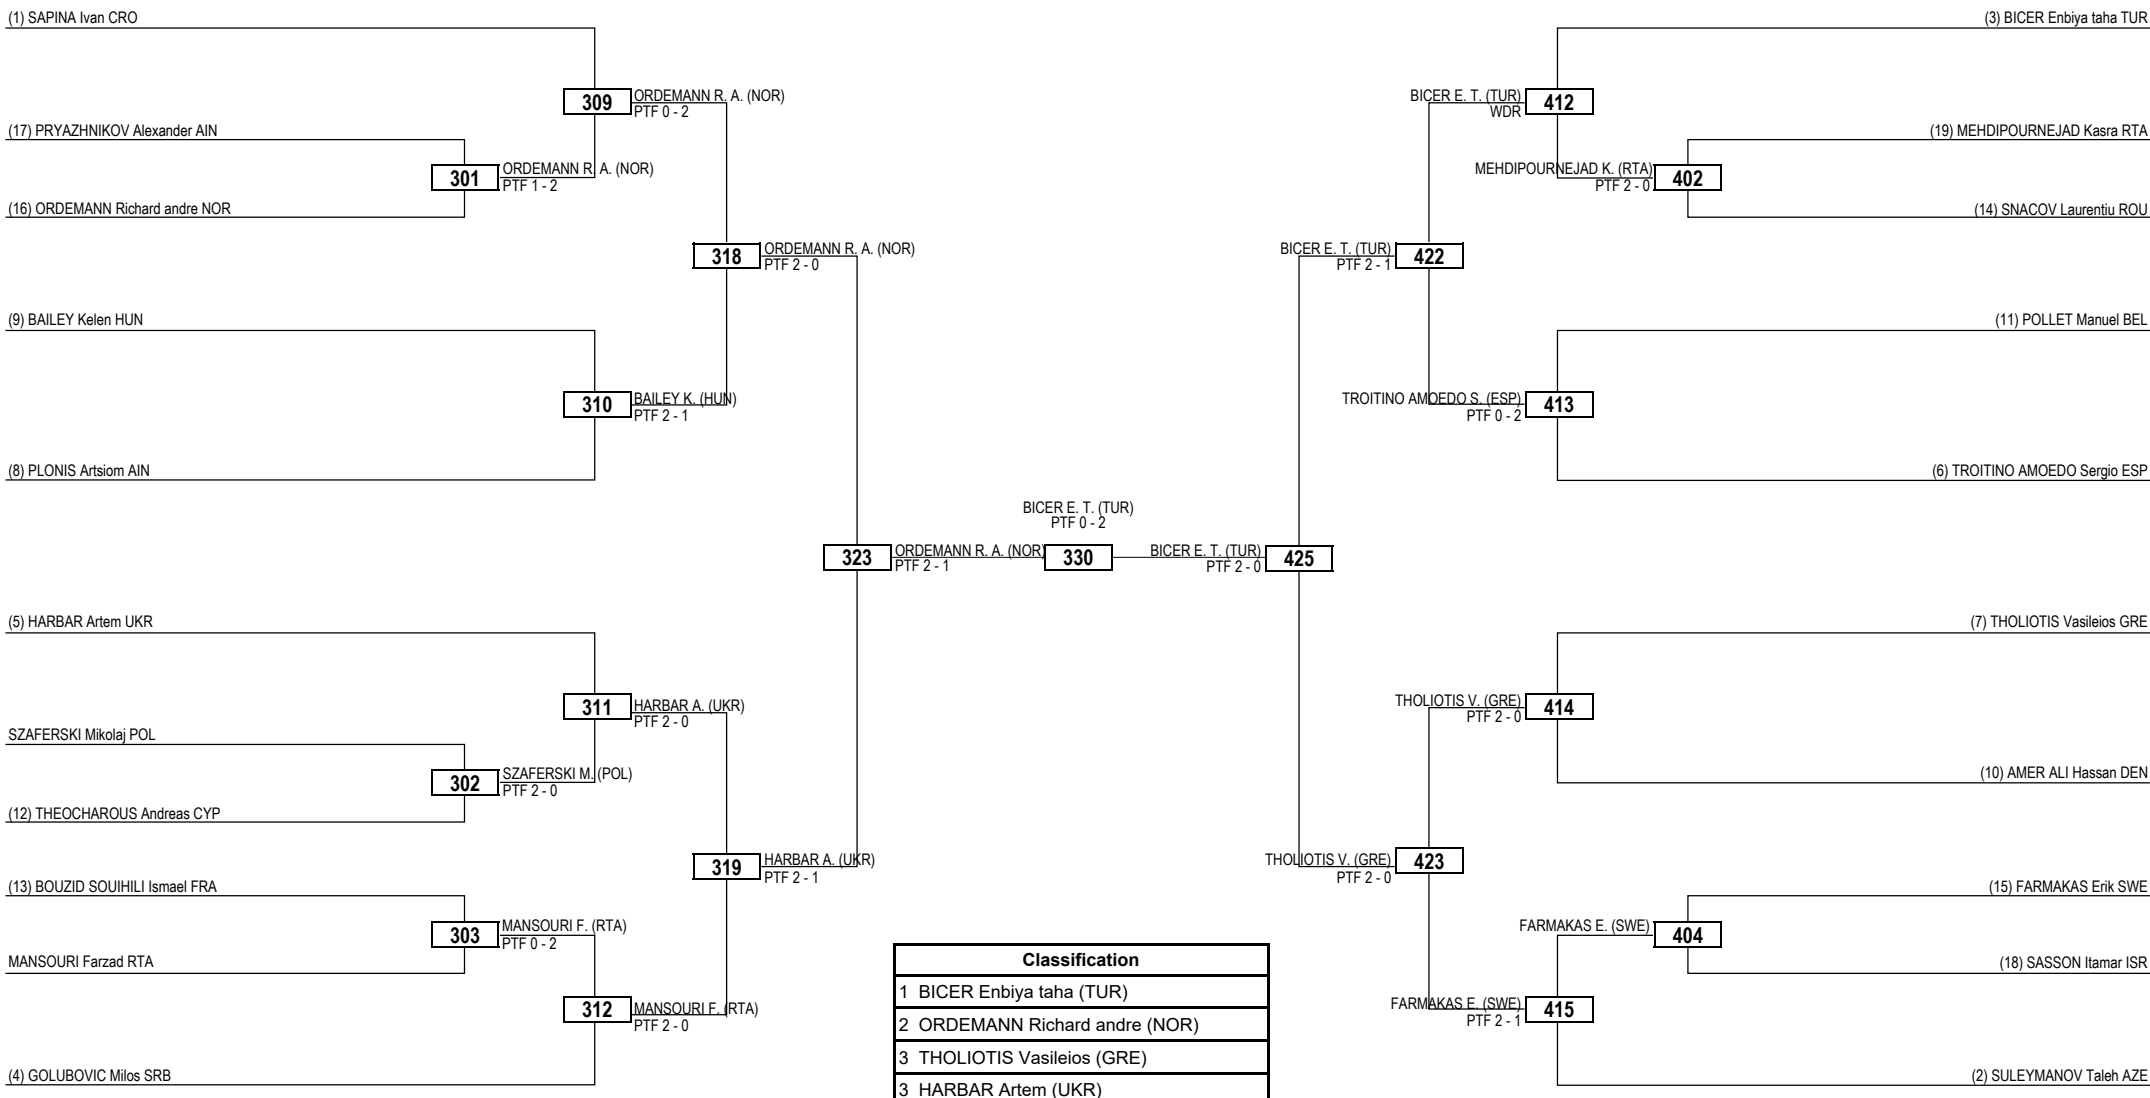 (1) SAPINA Ivan CRO
(3) BICER Enbiya taha TUR
309
ORDEMANN R. A. (NOR)
PTF 0 - 2
BICER E. T. (TUR)
WDR
412
(17) PRYAZHNIKOV Alexander AIN
(19) MEHDIPOURNEJAD Kasra RTA
301
ORDEMANN R. A. (NOR)
PTF 1 - 2
MEHDIPOURNEJAD K. (RTA)
PTF 2 - 0
402
(16) ORDEMANN Richard andre NOR
(14) SNACOV Laurentiu ROU
318
ORDEMANN R. A. (NOR)
PTF 2 - 0
BICER E. T. (TUR)
PTF 2 - 1
422
(9) BAILEY Kelen HUN
(11) POLLET Manuel BEL
310
BAILEY K. (HUN)
PTF 2 - 1
TROITINO AMOEDO S. (ESP)
PTF 0 - 2
413
(8) PLONIS Artsiom AIN
(6) TROITINO AMOEDO Sergio ESP
BICER E. T. (TUR)
PTF 0 - 2
323
ORDEMANN R. A. (NOR)
PTF 2 - 1
330
BICER E. T. (TUR)
PTF 2 - 0
425
(5) HARBAR Artem UKR
(7) THOLIOTIS Vasileios GRE
311
HARBAR A. (UKR)
PTF 2 - 0
THOLIOTIS V. (GRE)
PTF 2 - 0
414
SZAFERSKI Mikolaj POL
302
SZAFERSKI M. (POL)
PTF 2 - 0
(10) AMER ALI Hassan DEN
(12) THEOCHAROUS Andreas CYP
319
HARBAR A. (UKR)
PTF 2 - 1
THOLIOTIS V. (GRE)
PTF 2 - 0
423
(13) BOUZID SOUIHILI Ismael FRA
(15) FARMAKAS Erik SWE
303
MANSOURI F. (RTA)
PTF 0 - 2
FARMAKAS E. (SWE)
404
MANSOURI Farzad RTA
(18) SASSON Itamar ISR
312
MANSOURI F. (RTA)
PTF 2 - 0
FARMAKAS E. (SWE)
PTF 2 - 1
415
(4) GOLUBOVIC Milos SRB
(2) SULEYMANOV Taleh AZE
Classification
1 BICER Enbiya taha (TUR)
2 ORDEMANN Richard andre (NOR)
3 THOLIOTIS Vasileios (GRE)
3 HARBAR Artem (UKR)